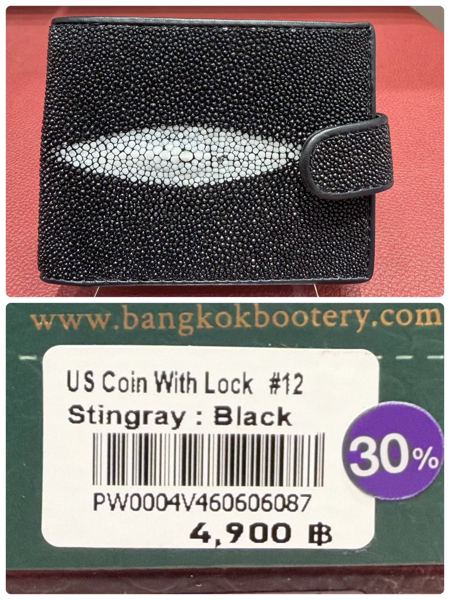 www.bangkokbootery.com
US Coin With Lock #12
Stingray : Black
30%
PW0004V460606087
4,900 ฿